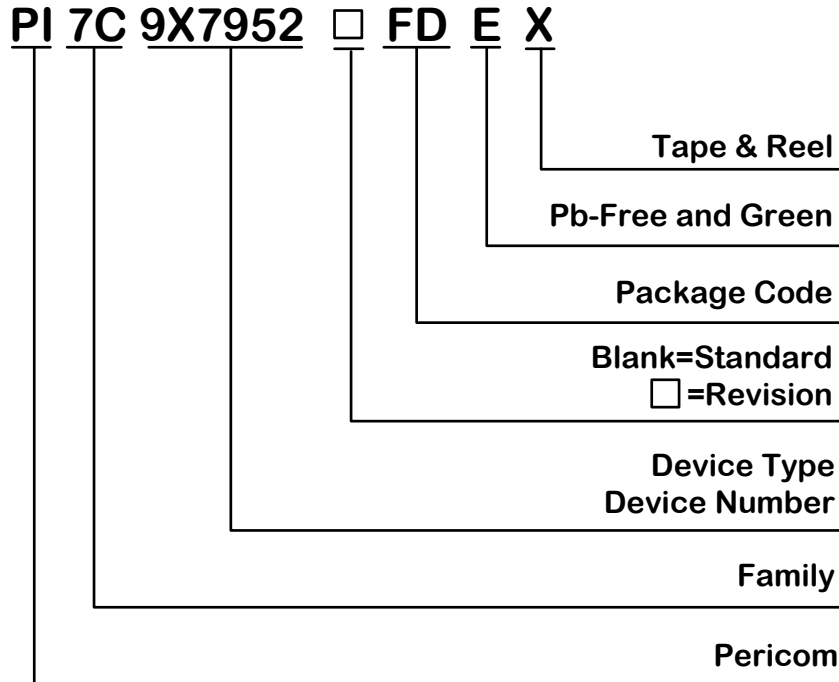 PI 7C 9X7952 □ FD E X
Tape & Reel
Pb-Free and Green
Package Code
Blank=Standard
□=Revision
Device Type
Device Number
Family
Pericom